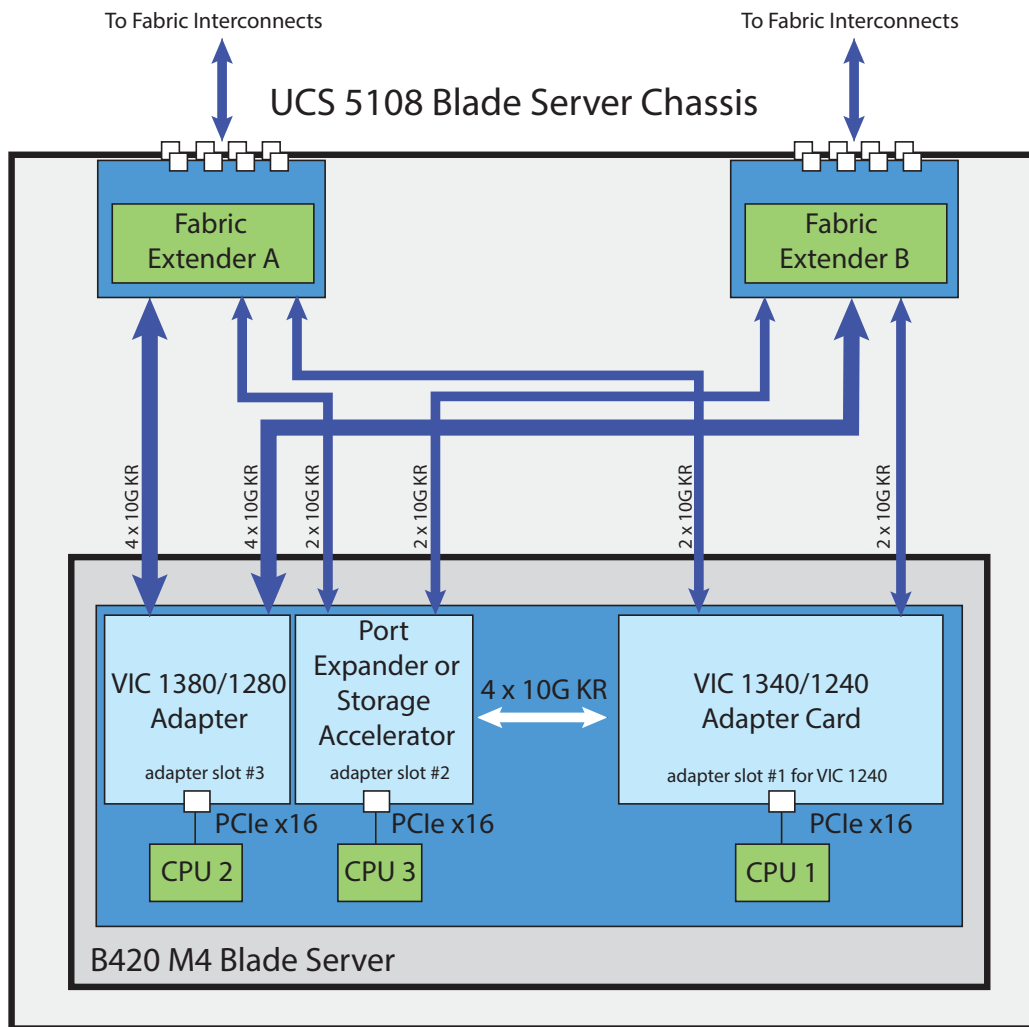 To Fabric Interconnects
To Fabric Interconnects
UCS 5108 Blade Server Chassis
Fabric
Extender A
Fabric
Extender B
4 x 10G KR
4 x 10G KR
2 x 10G KR
2 x 10G KR
2 x 10G KR
VIC 1380/1280
Adapter
adapter slot #3
Port
Expander or
Storage
Accelerator
adapter slot #2
4 x 10G KR
VIC 1340/1240
Adapter Card
adapter slot #1 for VIC 1240
PCIe x16
PCIe x16
PCIe x16
CPU 2
CPU 3
CPU 1
B420 M4 Blade Server